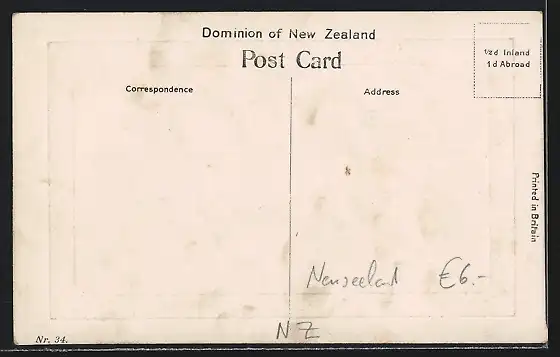 Dominion of New Zealand
Post Card
½d Inland
1d Abroad
Correspondence
Address
Printed in Britain
Neuseeland €6.-
NZ
Nr. 34.